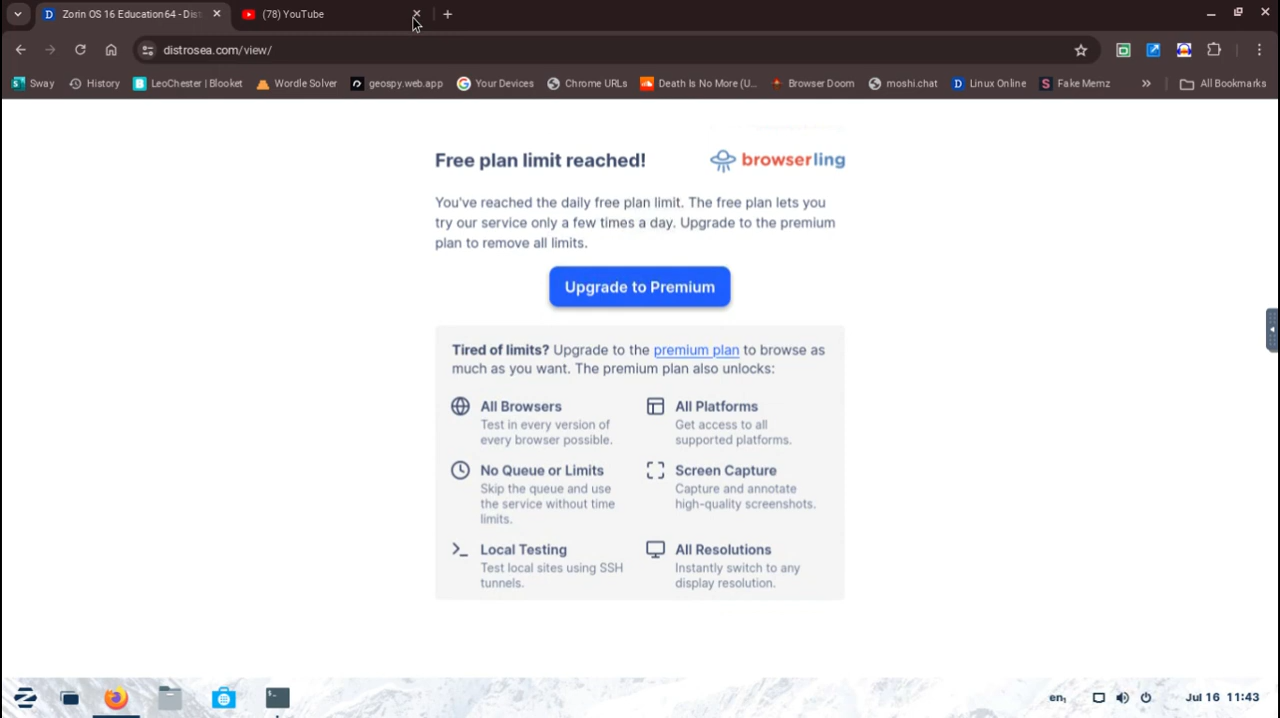 Zorin OS 16 Education64 - Dist
(78) YouTube
distrosea.com/view/
Sway
History
LeoChester | Blooket
Wordle Solver
geospy.web.app
Your Devices
Chrome URLs
Death Is No More (U...
Browser Doom
moshi.chat
Linux Online
Fake Memz
»
All Bookmarks
Free plan limit reached!
browserling
You've reached the daily free plan limit. The free plan lets you
try our service only a few times a day. Upgrade to the premium
plan to remove all limits.
Upgrade to Premium
Tired of limits? Upgrade to the premium plan to browse as
much as you want. The premium plan also unlocks:
All Browsers
Test in every version of
every browser possible.
All Platforms
Get access to all
supported platforms.
No Queue or Limits
Skip the queue and use
the service without time
limits.
Screen Capture
Capture and annotate
high-quality screenshots.
Local Testing
Test local sites using SSH
tunnels.
All Resolutions
Instantly switch to any
display resolution.
en₁
Jul 16 11:43